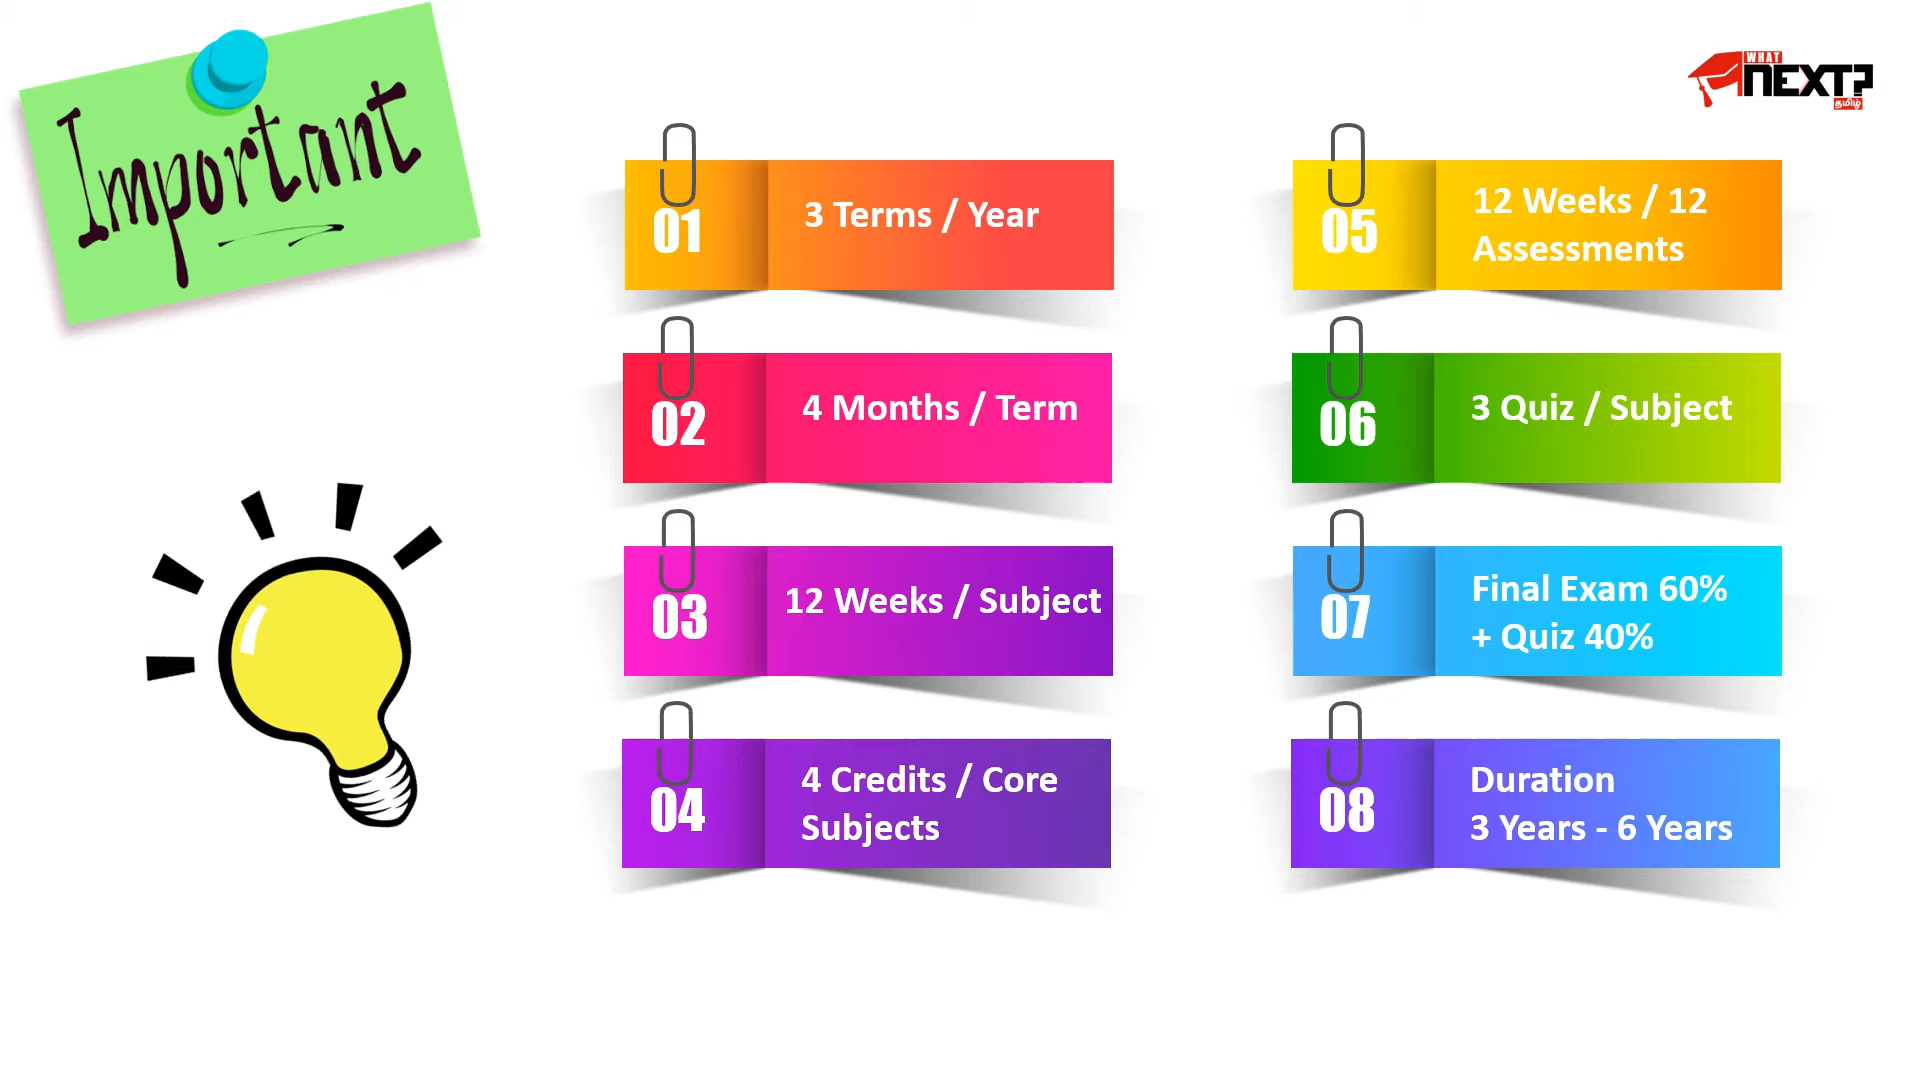 Important
WHAT
NEXT?
தமிழ்
01
3 Terms / Year
02
4 Months / Term
03
12 Weeks / Subject
04
4 Credits / Core
Subjects
05
12 Weeks / 12
Assessments
06
3 Quiz / Subject
07
Final Exam 60%
+ Quiz 40%
08
Duration
3 Years - 6 Years